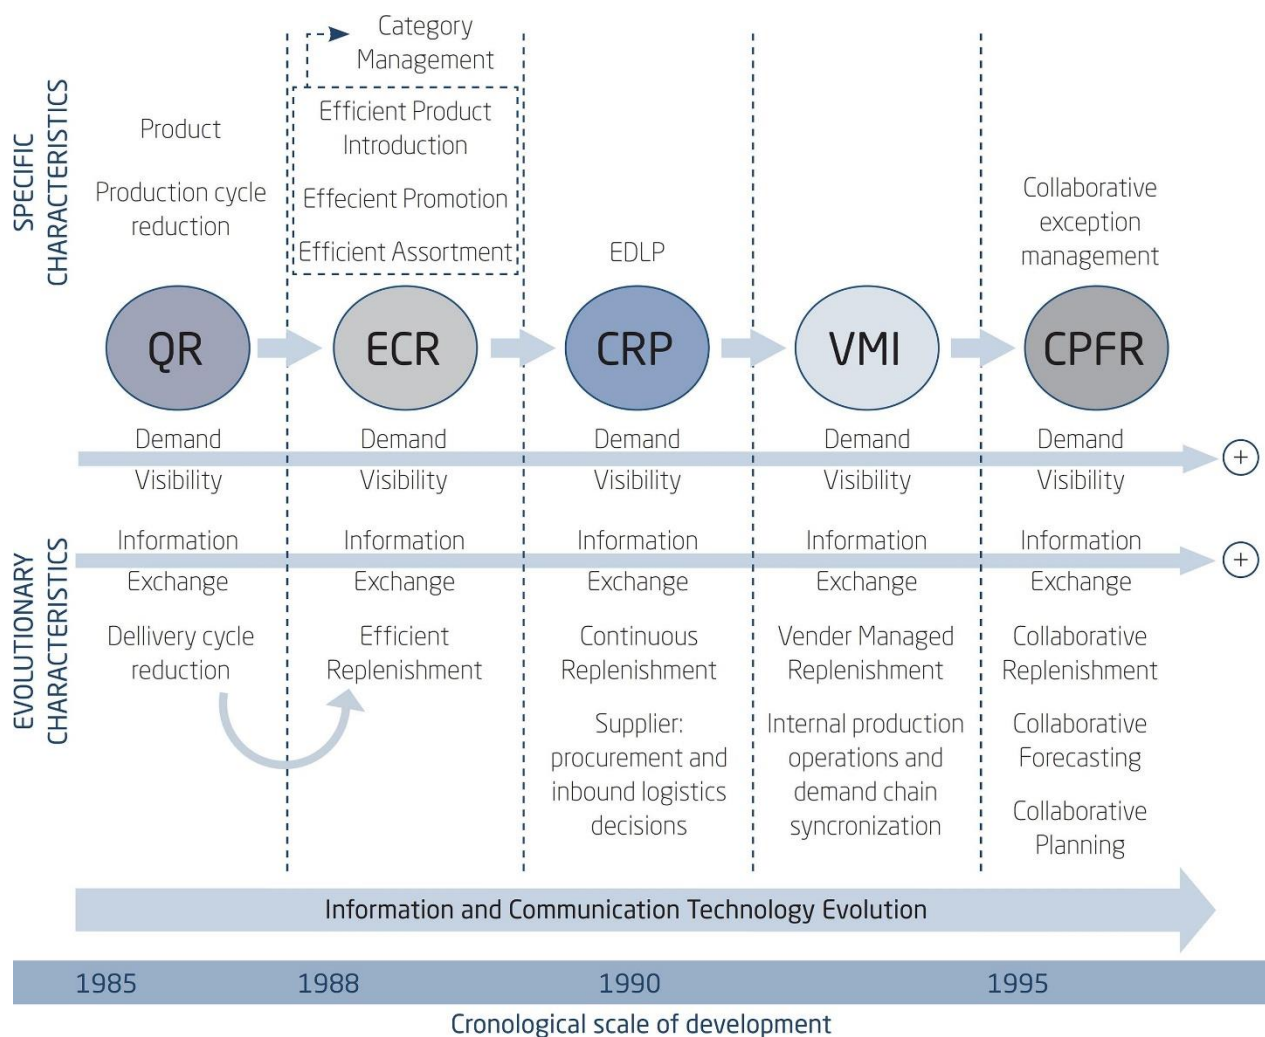 SPECIFIC
CHARACTERISTICS
Category
Management
Product
Production cycle
reduction
Efficient Product
Introduction
Effecient Promotion
Efficient Assortment
EDLP
Collaborative
exception
management
QR
ECR
CRP
VMI
CPFR
EVOLUTIONARY
CHARACTERISTICS
Demand
Visibility
Demand
Visibility
Demand
Visibility
Demand
Visibility
Demand
Visibility
+
Information
Exchange
Information
Exchange
Information
Exchange
Information
Exchange
Information
Exchange
+
Dellivery cycle
reduction
Efficient
Replenishment
Continuous
Replenishment
Supplier:
procurement and
inbound logistics
decisions
Vender Managed
Replenishment
Internal production
operations and
demand chain
syncronization
Collaborative
Replenishment
Collaborative
Forecasting
Collaborative
Planning
Information and Communication Technology Evolution
1985
1988
1990
1995
Cronological scale of development